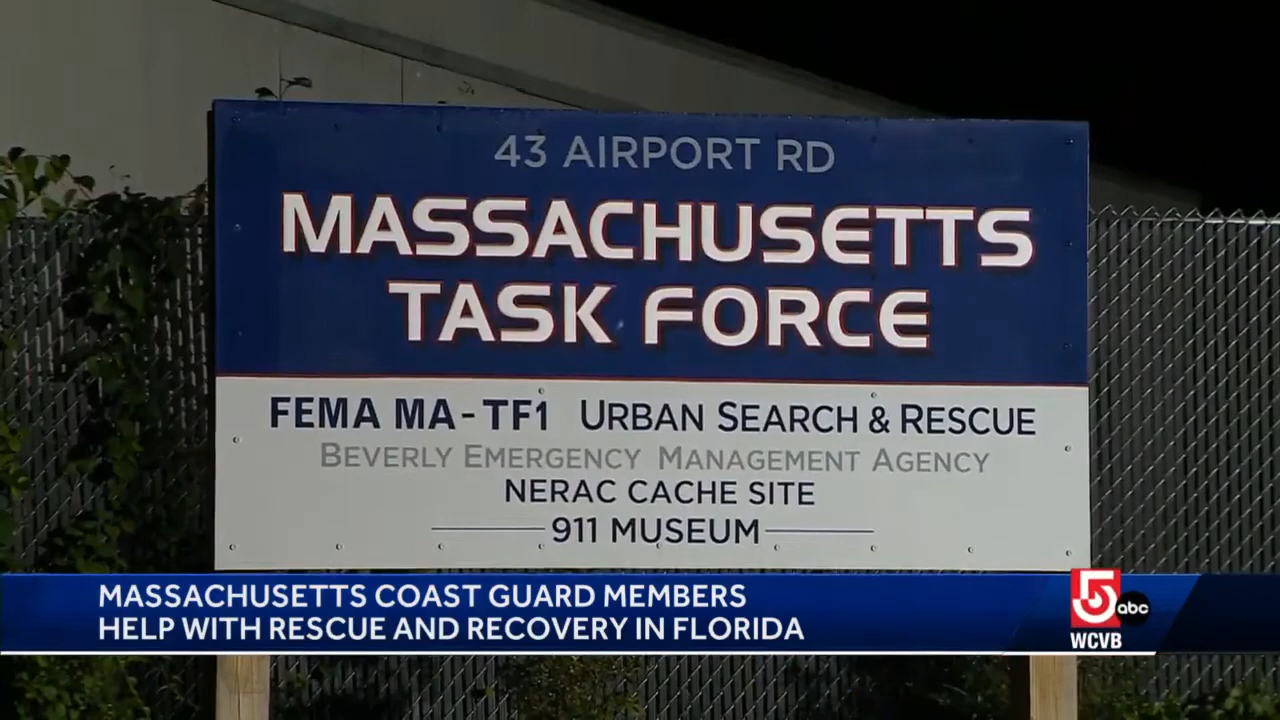 43 AIRPORT RD
MASSACHUSETTS
TASK FORCE
FEMA MA-TF1 URBAN SEARCH & RESCUE
BEVERLY EMERGENCY MANAGEMENT AGENCY
NERAC CACHE SITE
911 MUSEUM
MASSACHUSETTS COAST GUARD MEMBERS
HELP WITH RESCUE AND RECOVERY IN FLORIDA
5 abc
WCVB